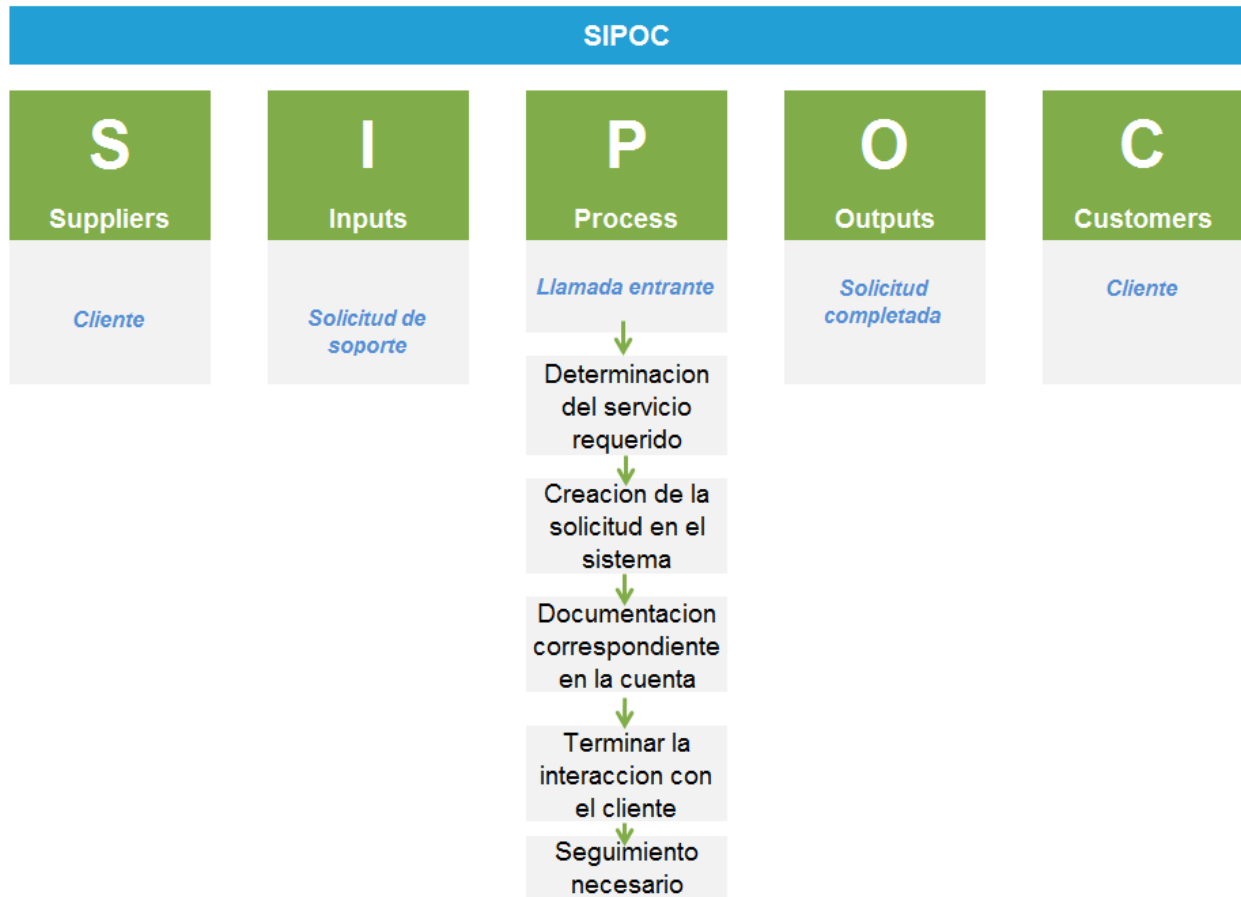 SIPOC
S
Suppliers
I
Inputs
P
Process
O
Outputs
C
Customers
Cliente
Solicitud de
soporte
Llamada entrante
Solicitud
completada
Cliente
Determinacion
del servicio
requerido
Creacion de la
solicitud en el
sistema
Documentacion
correspondiente
en la cuenta
Terminar la
interaccion con
el cliente
Seguimiento
necesario